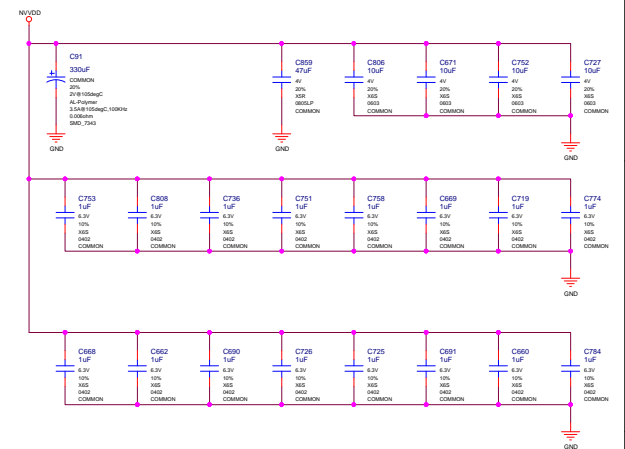 NVVDD
C91
330uF
COMMON
20%
2V@105degC
AL-Polymer
3.5A@105degC,100KHz
0.008ohm
SMD_7343
GND
C859
47uF
4V
20%
X5R
0805LP
COMMON
GND
C806
10uF
4V
20%
X6S
0603
COMMON
C671
10uF
4V
20%
X6S
0603
COMMON
C752
10uF
4V
20%
X6S
0603
COMMON
C727
10uF
4V
20%
X6S
0603
COMMON
GND
C753
1uF
6.3V
10%
X6S
0402
COMMON
C808
1uF
6.3V
10%
X6S
0402
COMMON
C736
1uF
6.3V
10%
X6S
0402
COMMON
C751
1uF
6.3V
10%
X6S
0402
COMMON
C758
1uF
6.3V
10%
X6S
0402
COMMON
C669
1uF
6.3V
10%
X6S
0402
COMMON
C719
1uF
6.3V
10%
X6S
0402
COMMON
C774
1uF
6.3V
10%
X6S
0402
COMMON
GND
C668
1uF
6.3V
10%
X6S
0402
COMMON
C662
1uF
6.3V
10%
X6S
0402
COMMON
C690
1uF
6.3V
10%
X6S
0402
COMMON
C726
1uF
6.3V
10%
X6S
0402
COMMON
C725
1uF
6.3V
10%
X6S
0402
COMMON
C691
1uF
6.3V
10%
X6S
0402
COMMON
C660
1uF
6.3V
10%
X6S
0402
COMMON
C784
1uF
6.3V
10%
X6S
0402
COMMON
GND